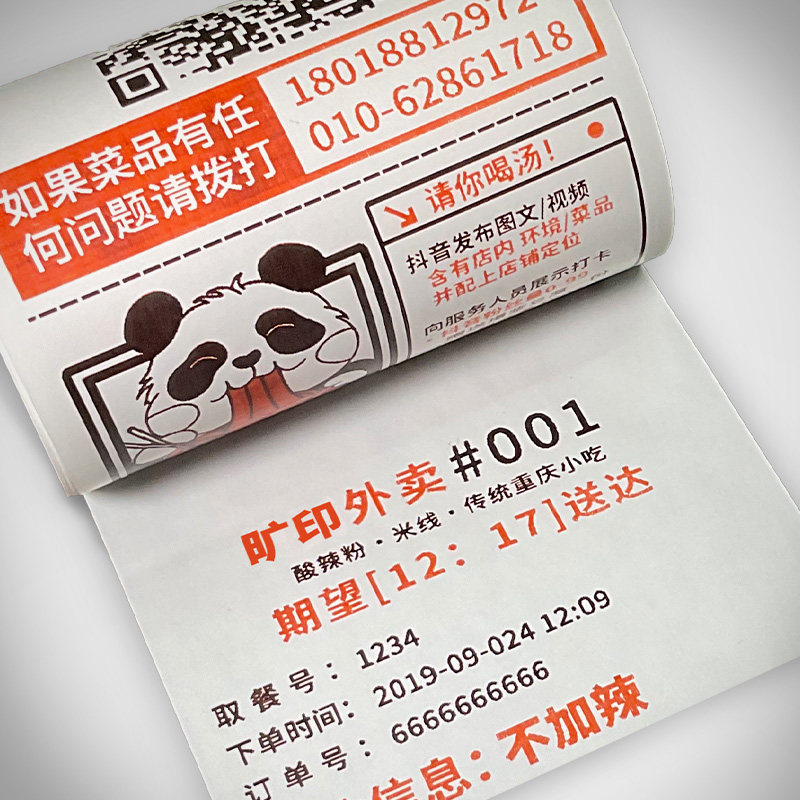 18018812972
010-62861718
如果菜品有任
何问题请拨打
请你喝汤!
抖音发布图文/视频
含有店内 环境/菜品
并配上店铺定位
向服务人员展示打卡
旷印外卖 #001
酸辣粉·米线·传统重庆小吃
期望[12: 17]送达
取餐号: 1234
下单时间: 2019-09-024 12:09
订单号: 6666666666
信息:不加辣